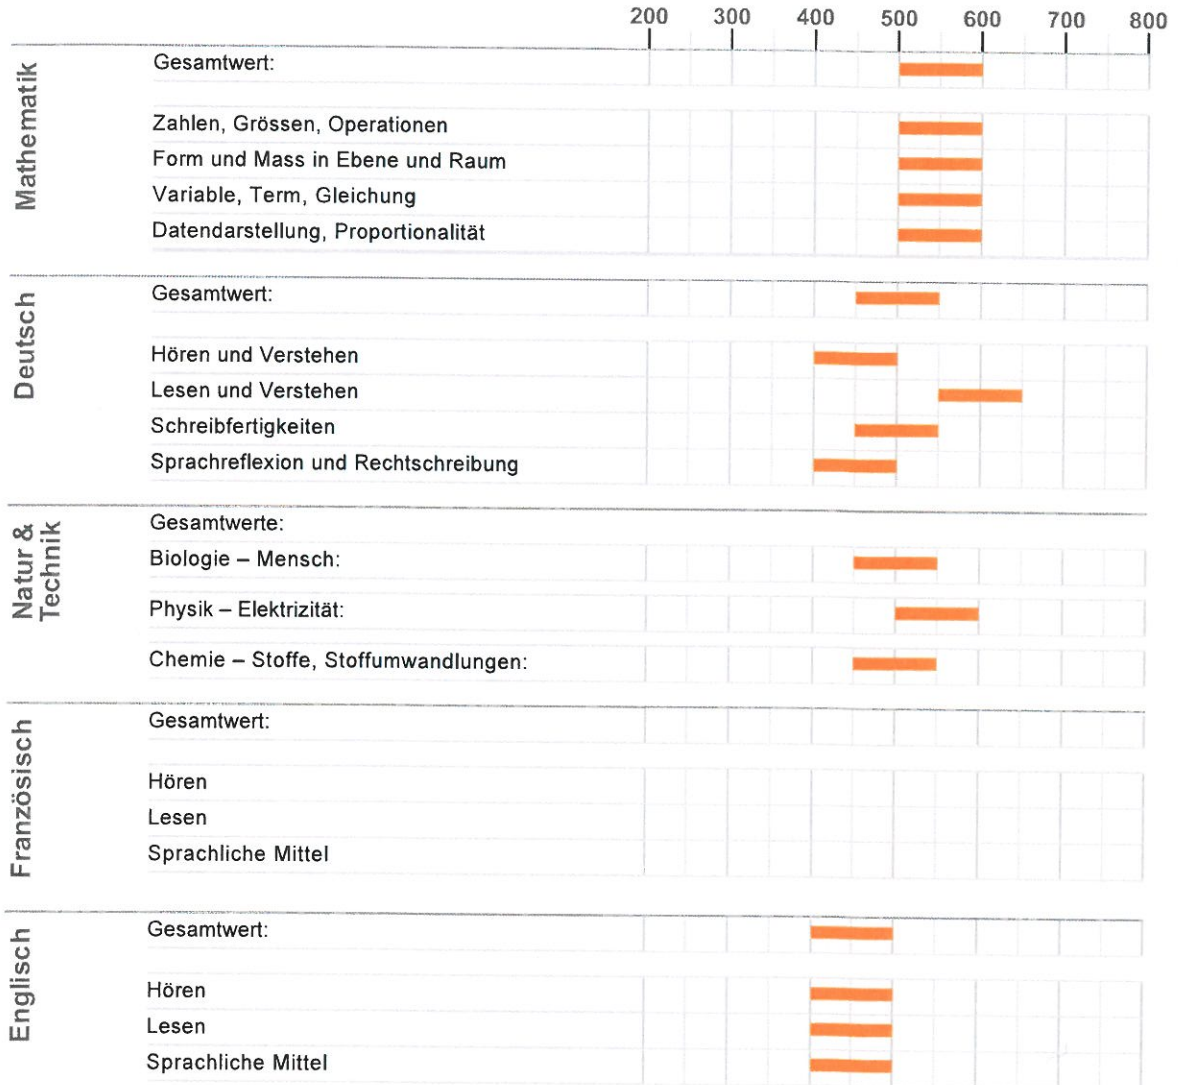 200 300 400 500 600 700 800
Mathematik
Gesamtwert:
Zahlen, Grössen, Operationen
Form und Mass in Ebene und Raum
Variable, Term, Gleichung
Datendarstellung, Proportionalität
Deutsch
Gesamtwert:
Hören und Verstehen
Lesen und Verstehen
Schreibfertigkeiten
Sprachreflexion und Rechtschreibung
Natur &
Technik
Gesamtwerte:
Biologie – Mensch:
Physik – Elektrizität:
Chemie – Stoffe, Stoffumwandlungen:
Französisch
Gesamtwert:
Hören
Lesen
Sprachliche Mittel
Englisch
Gesamtwert:
Hören
Lesen
Sprachliche Mittel